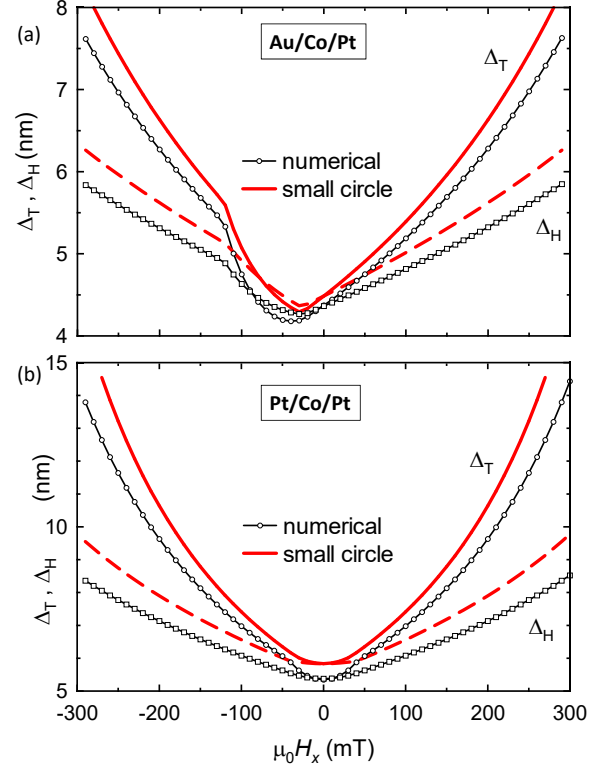 (a)
Au/Co/Pt
8
7
6
5
4
Δ_T , Δ_H (nm)
Δ_T
numerical
small circle
Δ_H
(b)
Pt/Co/Pt
15
10
5
Δ_T , Δ_H (nm)
Δ_T
numerical
small circle
Δ_H
-300 -200 -100 0 100 200 300
μ₀H_x (mT)